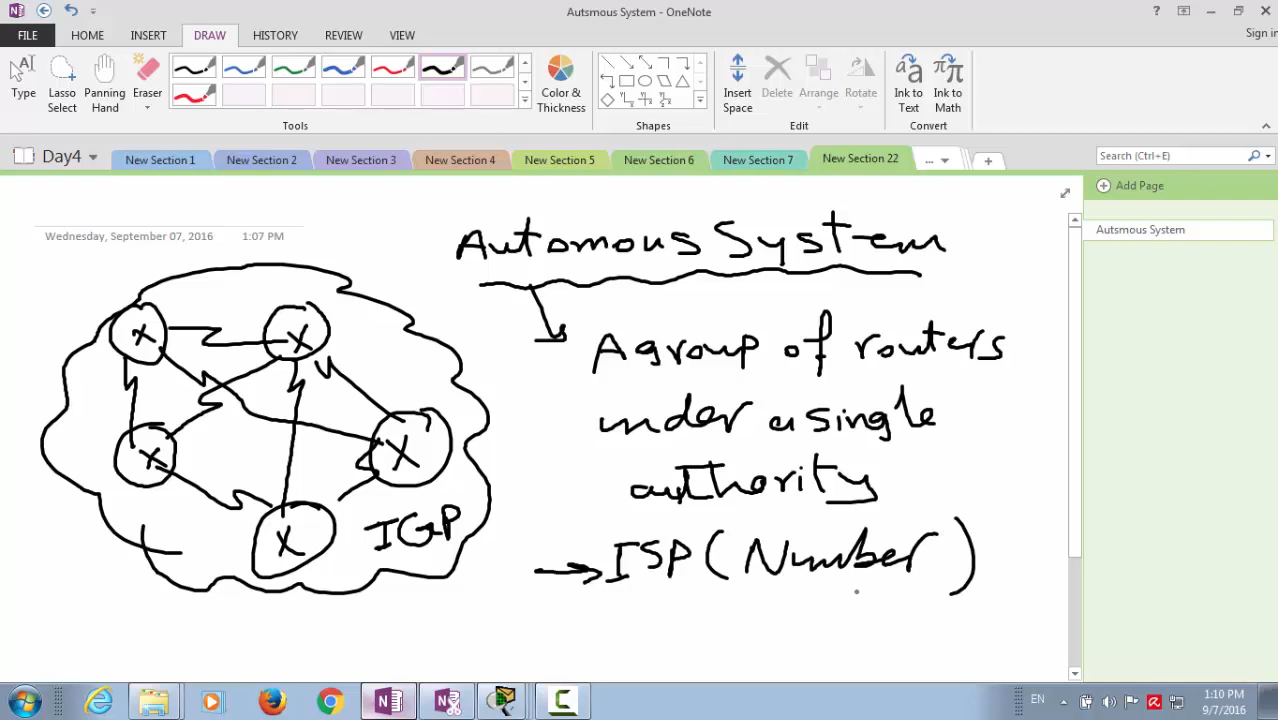 Autsmous System - OneNote
? 
Sign in
FILE HOME INSERT DRAW HISTORY REVIEW VIEW
Type
Lasso Select
Panning Hand
Eraser
Color & Thickness
Insert Space
Delete
Arrange
Rotate
Ink to Text
Ink to Math
Tools
Shapes
Edit
Convert
Day4
New Section 1 New Section 2 New Section 3 New Section 4 New Section 5 New Section 6 New Section 7 New Section 22 ...
Search (Ctrl+E)
Add Page
Autsmous System
Wednesday, September 07, 2016 1:07 PM
Automous System
A group of routers
under a single
authority
ISP (Number)
X X
X X
X IGP
EN
1:10 PM
9/7/2016